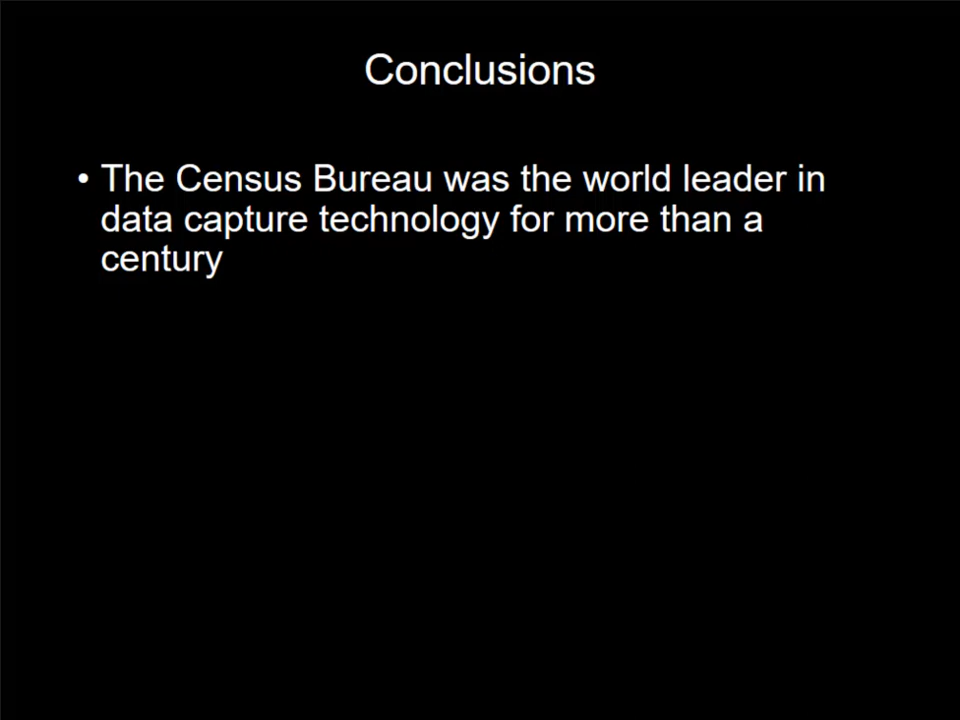 Conclusions
• The Census Bureau was the world leader in
data capture technology for more than a
century